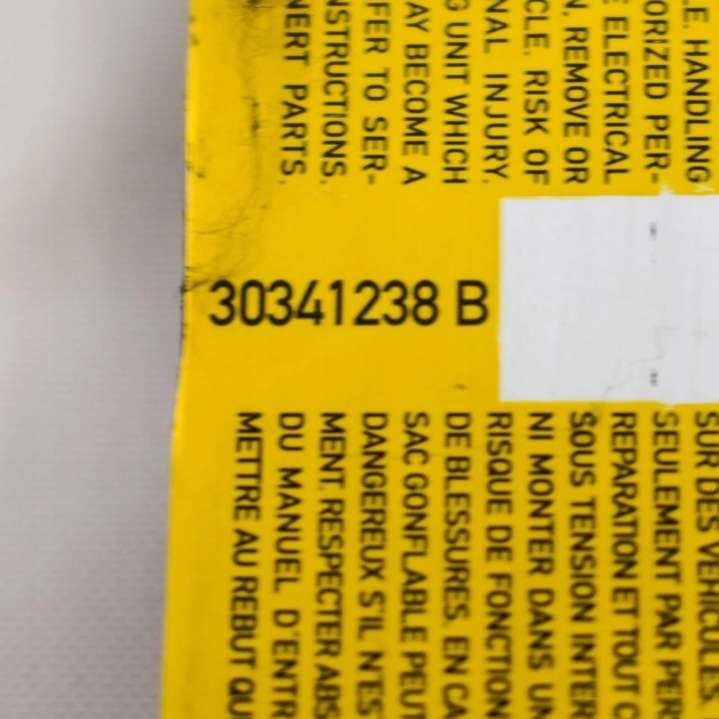 LE, HANDLING
ORIZED PER-
E ELECTRICAL
N, REMOVE OR
CLE. RISK OF
NAL INJURY.
G UNIT WHICH
AY BECOME A
FER TO SER-
NSTRUCTIONS.
NERT PARTS.
30341238 B
SUR DES VEHICULES
SEULEMENT PAR PER
REPARATION ET TOUT C
SOUS TENSION INTER
NI MONTER DANS UN
RISQUE DE FONCTION
DE BLESSURES. EN CA
SAC GONFLABLE PEUT
DANGEREUX S'IL N'ES
MENT. RESPECTER ABS
DU MANUEL D'ENTR
METTRE AU REBUT QU